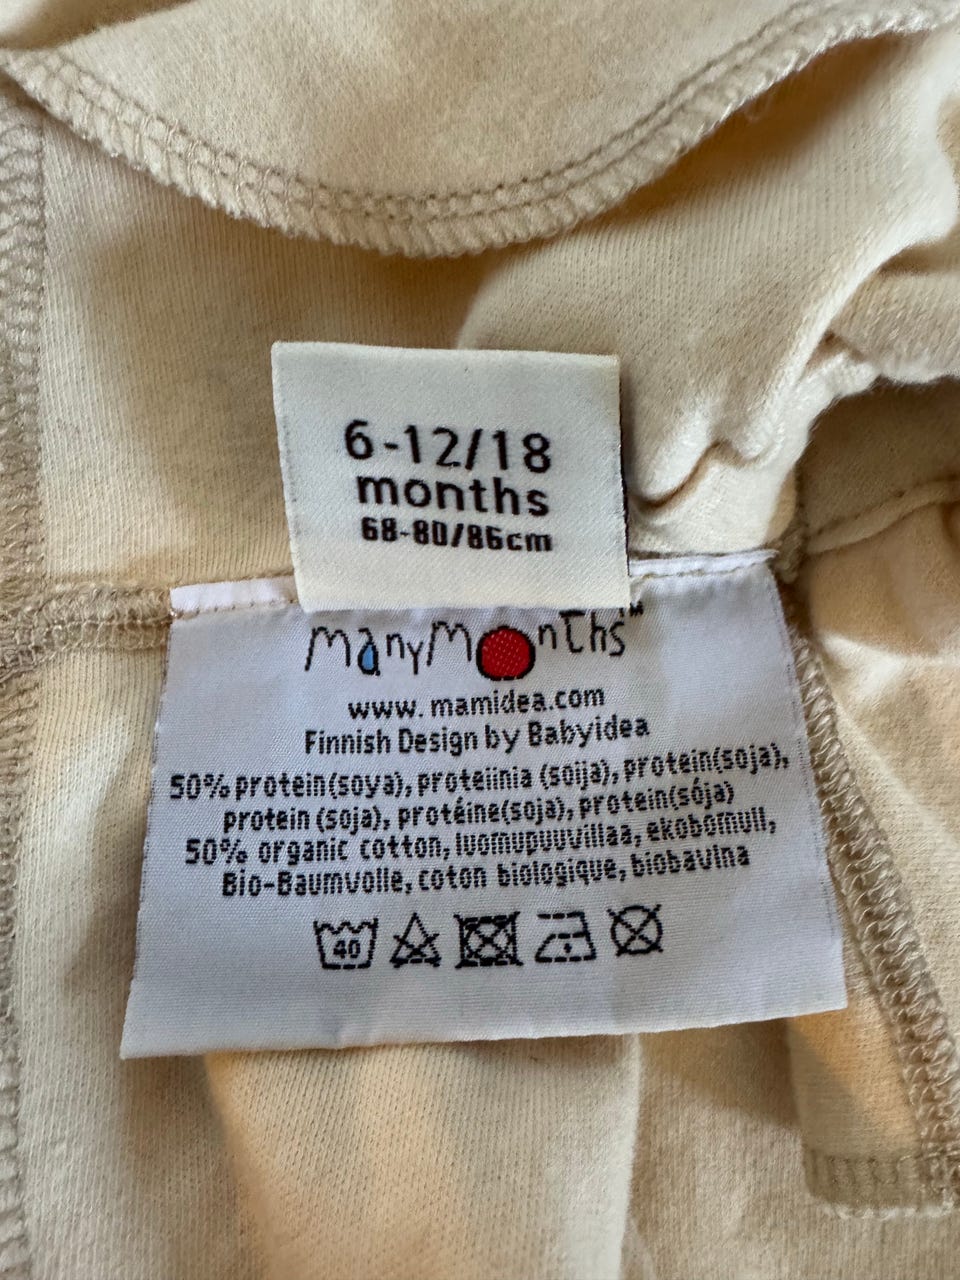 6-12/18
months
68-80/86cm
manyMonths™
www. mamidea.com
Finnish Design by Babyidea
50% protein(soya), proteiinia (soija), protein(soja),
protein (soja), protéine(soja), protein(sója)
50% organic cotton, luomupuuvillaa, ekobomull,
Bio-Baumvolle, coton biologique, biobavlna
40